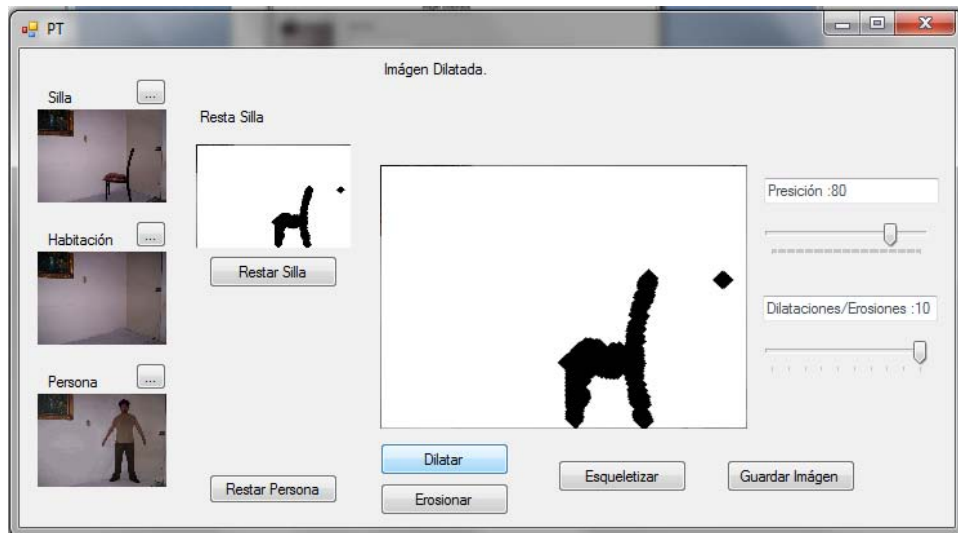 PT
Imágen Dilatada.
Silla
...
Resta Silla
Presición :80
Habitación
...
Restar Silla
Dilataciones/Erosiones :10
Persona
...
Dilatar
Esqueletizar
Guardar Imágen
Restar Persona
Erosionar